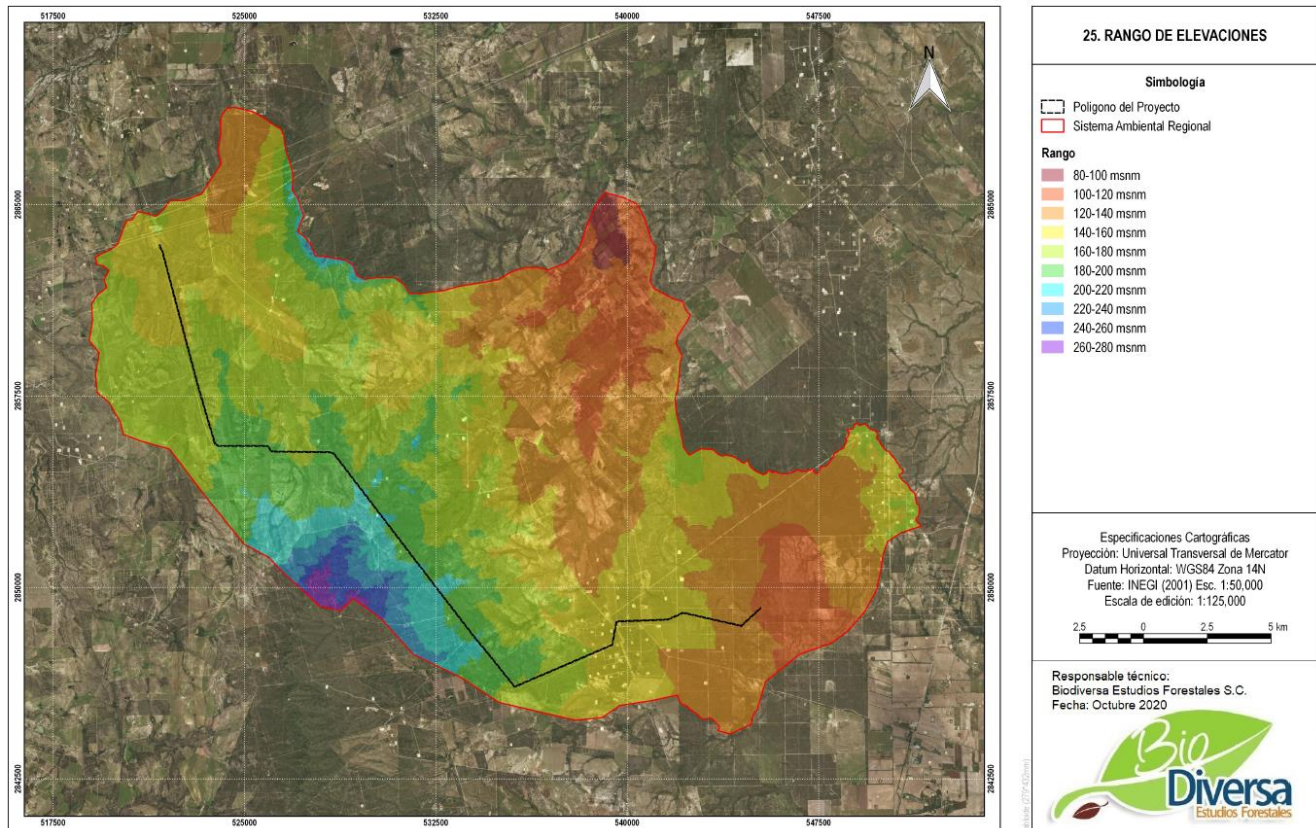 517500 525000 532500 540000 547500
2865000 2865000
2857500 2857500
2850000 2850000
2842500 2842500
517500 525000 532500 540000 547500
N
25. RANGO DE ELEVACIONES
Simbología
Poligono del Proyecto
Sistema Ambiental Regional
Rango
80-100 msnm
100-120 msnm
120-140 msnm
140-160 msnm
160-180 msnm
180-200 msnm
200-220 msnm
220-240 msnm
240-260 msnm
260-280 msnm
Especificaciones Cartográficas
Proyección: Universal Transversal de Mercator
Datum Horizontal: WGS84 Zona 14N
Fuente: INEGI (2001) Esc. 1:50,000
Escala de edición: 1:125,000
2.5 0 2.5 5 km
Responsable técnico:
Biodiversa Estudios Forestales S.C.
Fecha: Octubre 2020
Bio
Diversa
Estudios Forestales